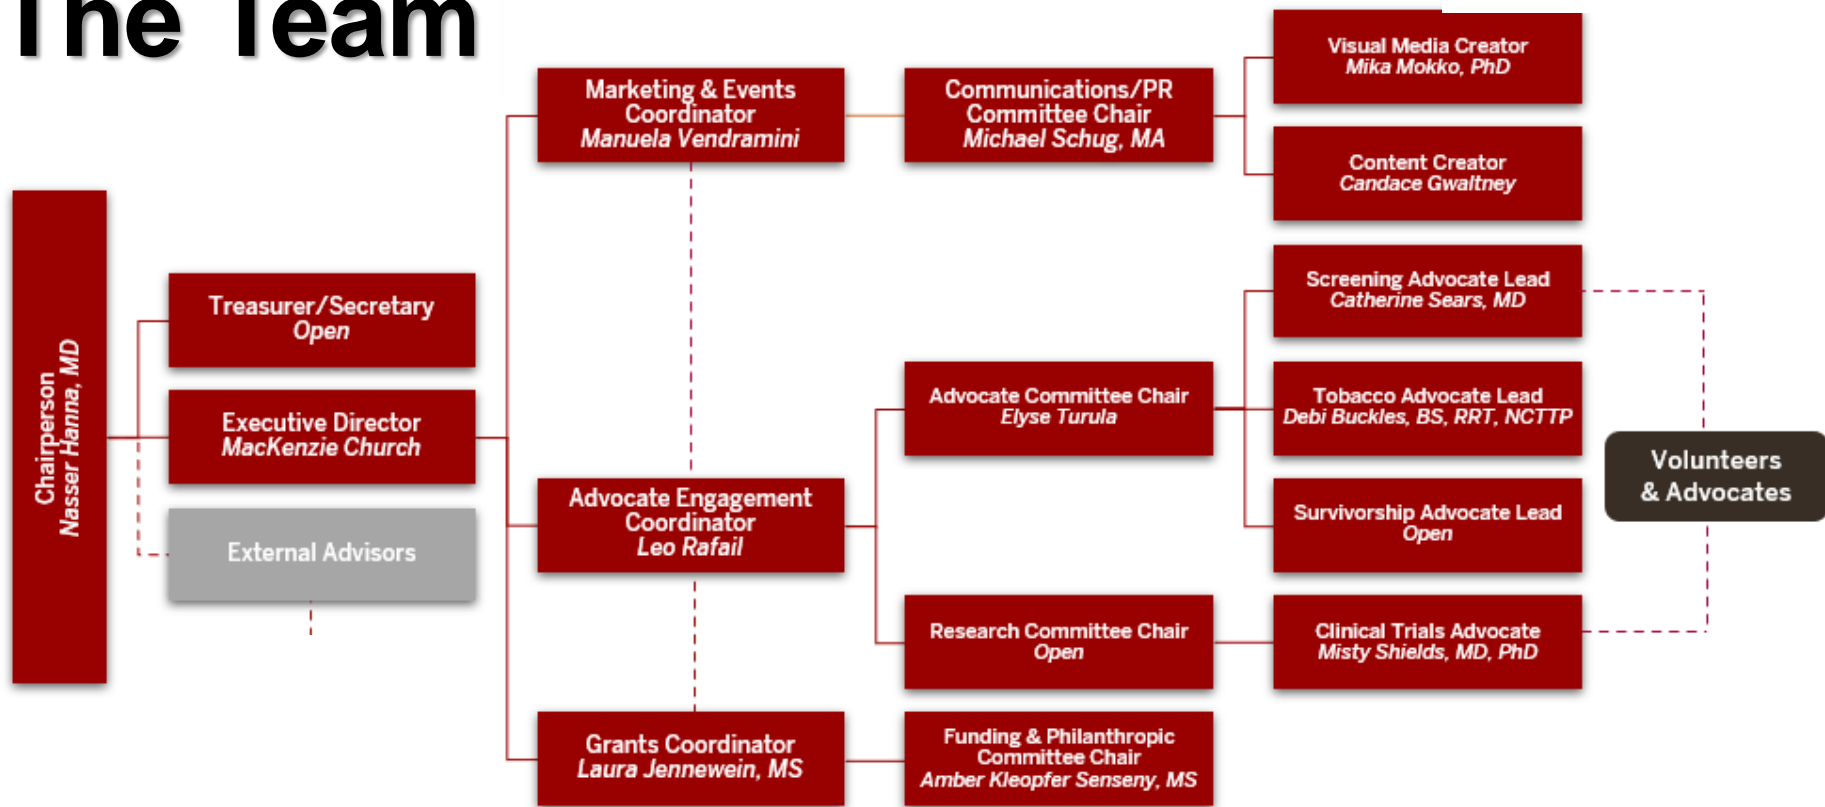 The Team
Chairperson
Nasser Hanna, MD
Treasurer/Secretary
Open
Executive Director
MacKenzie Church
External Advisors
Marketing & Events
Coordinator
Manuela Vendramini
Advocate Engagement
Coordinator
Leo Rafail
Grants Coordinator
Laura Jennewein, MS
Communications/PR
Committee Chair
Michael Schug, MA
Advocate Committee Chair
Elyse Turula
Research Committee Chair
Open
Funding & Philanthropic
Committee Chair
Amber Kleopfer Senseny, MS
Visual Media Creator
Mika Mokko, PhD
Content Creator
Candace Gwaltney
Screening Advocate Lead
Catherine Sears, MD
Tobacco Advocate Lead
Debi Buckles, BS, RRT, NCTTP
Survivorship Advocate Lead
Open
Clinical Trials Advocate
Misty Shields, MD, PhD
Volunteers
& Advocates